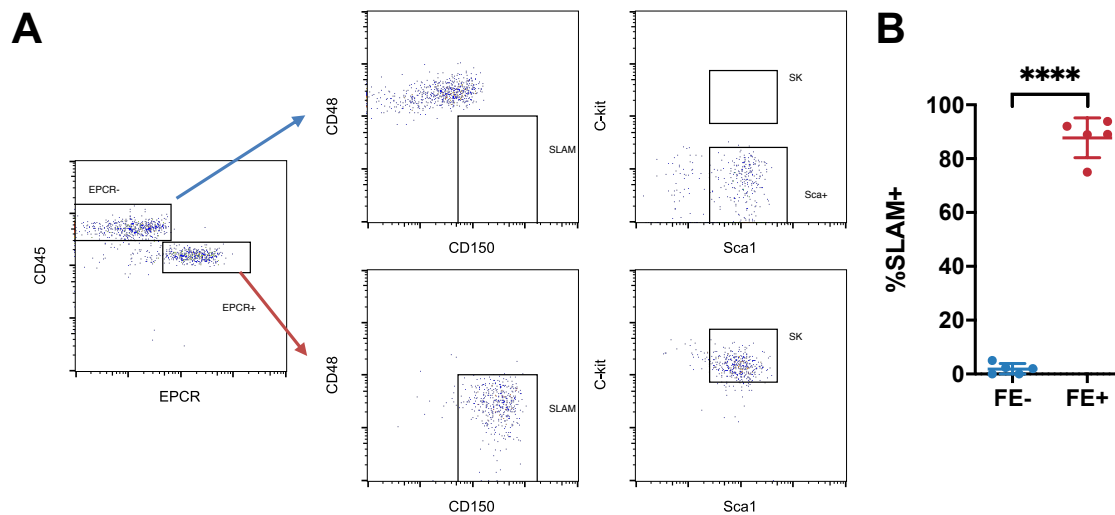 A
B
CD48
SLAM
CD150
C-kit
SK
Sca+
Sca1
EPCR-
CD45
EPCR+
EPCR
CD48
SLAM
CD150
C-kit
SK
Sca1
****
%SLAM+
100
80
60
40
20
0
FE-
FE+